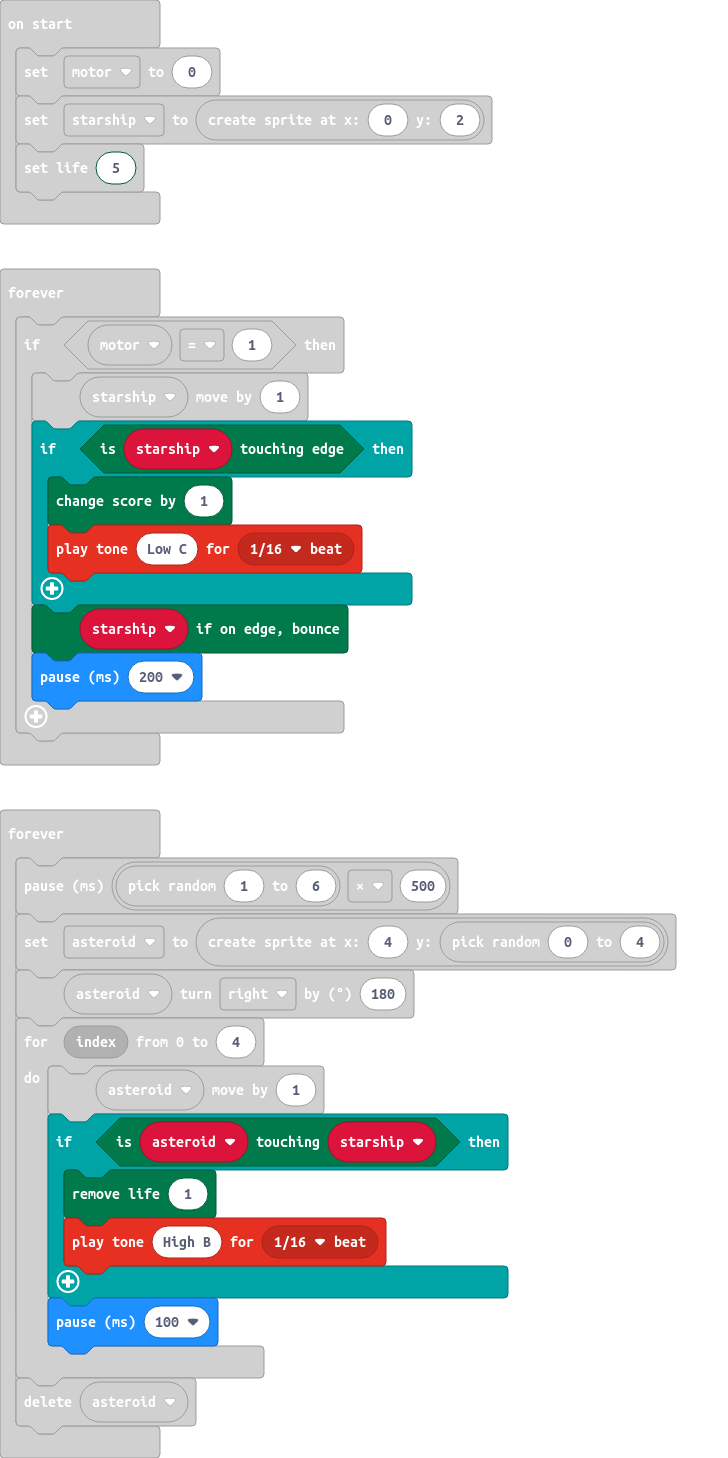 on start
set motor to 0
set starship to create sprite at x: 0 y: 2
set life 5
forever
if motor = 1 then
starship move by 1
if is starship touching edge then
change score by 1
play tone Low C for 1/16 beat
starship if on edge, bounce
pause (ms) 200
forever
pause (ms) pick random 1 to 6 × 500
set asteroid to create sprite at x: 4 y: pick random 0 to 4
asteroid turn right by (°) 180
for index from 0 to 4
do
asteroid move by 1
if is asteroid touching starship then
remove life 1
play tone High B for 1/16 beat
pause (ms) 100
delete asteroid